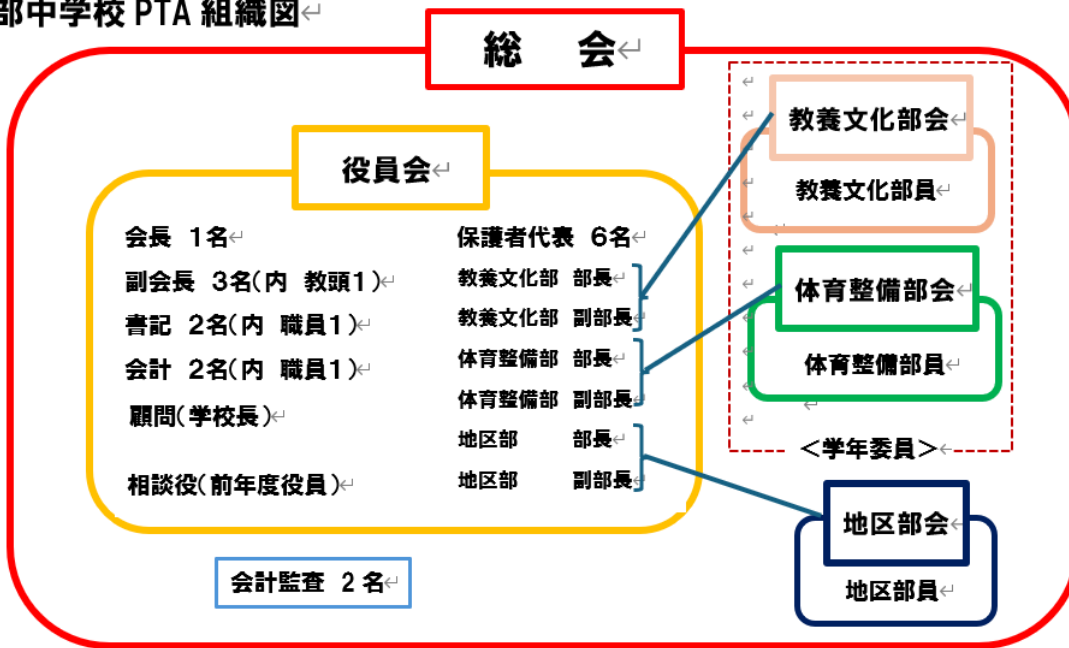 部中学校 PTA 組織図
総　会
役員会
会長 1名
副会長 3名(内 教頭1)
書記 2名(内 職員1)
会計 2名(内 職員1)
顧問(学校長)
相談役(前年度役員)
保護者代表 6名
教養文化部 部長
教養文化部 副部長
体育整備部 部長
体育整備部 副部長
地区部 部長
地区部 副部長
会計監査 2名
教養文化部会
教養文化部員
体育整備部会
体育整備部員
<学年委員>
地区部会
地区部員